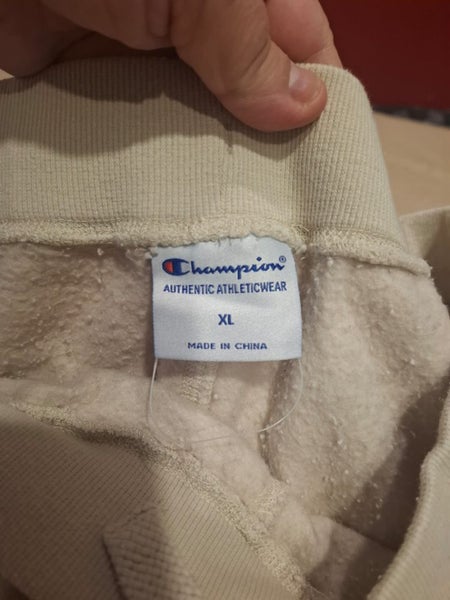 Champion®
AUTHENTIC ATHLETICWEAR
XL
MADE IN CHINA